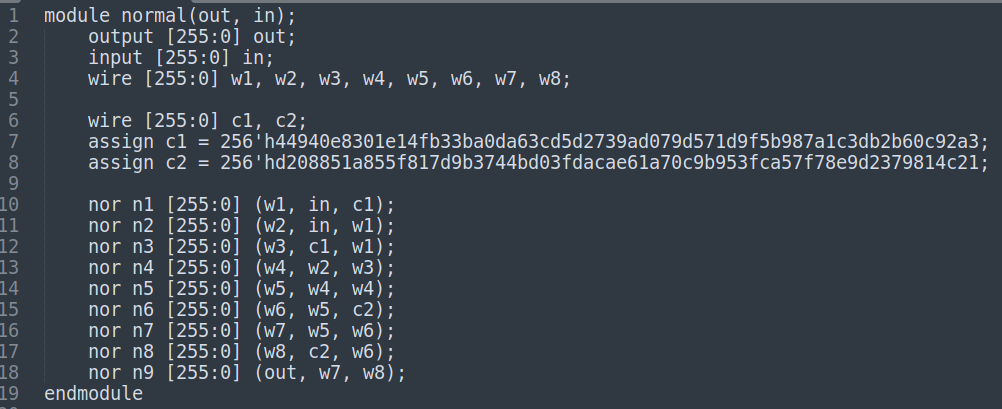 1 module normal(out, in);
2 output [255:0] out;
3 input [255:0] in;
4 wire [255:0] w1, w2, w3, w4, w5, w6, w7, w8;
5
6 wire [255:0] c1, c2;
7 assign c1 = 256'h44940e8301e14fb33ba0da63cd5d2739ad079d571d9f5b987a1c3db2b60c92a3;
8 assign c2 = 256'hd208851a855f817d9b3744bd03fdacae61a70c9b953fca57f78e9d2379814c21;
9
10 nor n1 [255:0] (w1, in, c1);
11 nor n2 [255:0] (w2, in, w1);
12 nor n3 [255:0] (w3, c1, w1);
13 nor n4 [255:0] (w4, w2, w3);
14 nor n5 [255:0] (w5, w4, w4);
15 nor n6 [255:0] (w6, w5, c2);
16 nor n7 [255:0] (w7, w5, w6);
17 nor n8 [255:0] (w8, c2, w6);
18 nor n9 [255:0] (out, w7, w8);
19 endmodule